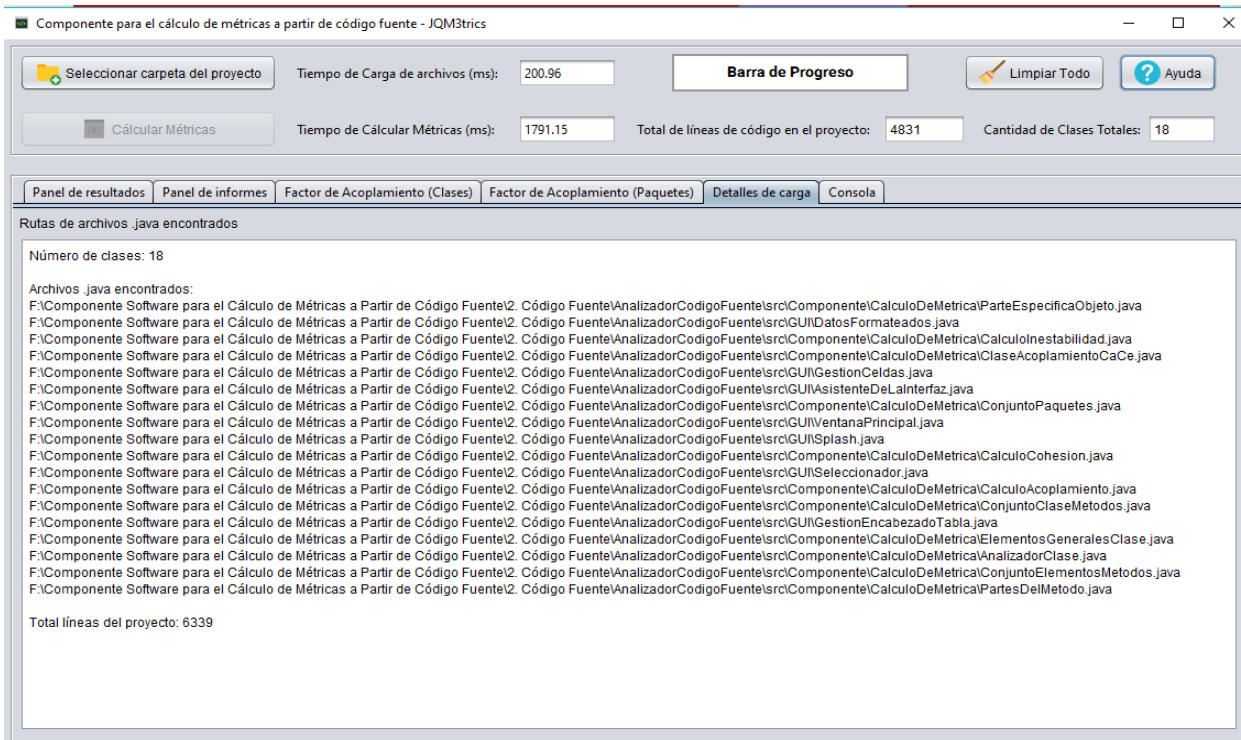 Componente para el cálculo de métricas a partir de código fuente - JQM3trics
Seleccionar carpeta del proyecto Tiempo de Carga de archivos (ms): 200.96 Barra de Progreso Limpiar Todo Ayuda
Cálcular Métricas Tiempo de Cálcular Métricas (ms): 1791.15 Total de líneas de código en el proyecto: 4831 Cantidad de Clases Totales: 18
Panel de resultados Panel de informes Factor de Acoplamiento (Clases) Factor de Acoplamiento (Paquetes) Detalles de carga Consola
Rutas de archivos .java encontrados
Número de clases: 18
Archivos .java encontrados:
F:\Componente Software para el Cálculo de Métricas a Partir de Código Fuente\2. Código Fuente\AnalizadorCodigoFuente\src\Componente\CalculoDeMetrica\ParteEspecificaObjeto.java
F:\Componente Software para el Cálculo de Métricas a Partir de Código Fuente\2. Código Fuente\AnalizadorCodigoFuente\src\GUI\DatosFormateados.java
F:\Componente Software para el Cálculo de Métricas a Partir de Código Fuente\2. Código Fuente\AnalizadorCodigoFuente\src\Componente\CalculoDeMetrica\CalculoInestabilidad.java
F:\Componente Software para el Cálculo de Métricas a Partir de Código Fuente\2. Código Fuente\AnalizadorCodigoFuente\src\Componente\CalculoDeMetrica\ClaseAcoplamientoCaCe.java
F:\Componente Software para el Cálculo de Métricas a Partir de Código Fuente\2. Código Fuente\AnalizadorCodigoFuente\src\GUI\GestionCeldas.java
F:\Componente Software para el Cálculo de Métricas a Partir de Código Fuente\2. Código Fuente\AnalizadorCodigoFuente\src\GUI\AsistenteDeLaInterfaz.java
F:\Componente Software para el Cálculo de Métricas a Partir de Código Fuente\2. Código Fuente\AnalizadorCodigoFuente\src\Componente\CalculoDeMetrica\ConjuntoPaquetes.java
F:\Componente Software para el Cálculo de Métricas a Partir de Código Fuente\2. Código Fuente\AnalizadorCodigoFuente\src\GUI\VentanaPrincipal.java
F:\Componente Software para el Cálculo de Métricas a Partir de Código Fuente\2. Código Fuente\AnalizadorCodigoFuente\src\GUI\Splash.java
F:\Componente Software para el Cálculo de Métricas a Partir de Código Fuente\2. Código Fuente\AnalizadorCodigoFuente\src\Componente\CalculoDeMetrica\CalculoCohesion.java
F:\Componente Software para el Cálculo de Métricas a Partir de Código Fuente\2. Código Fuente\AnalizadorCodigoFuente\src\GUI\Seleccionador.java
F:\Componente Software para el Cálculo de Métricas a Partir de Código Fuente\2. Código Fuente\AnalizadorCodigoFuente\src\Componente\CalculoDeMetrica\CalculoAcoplamiento.java
F:\Componente Software para el Cálculo de Métricas a Partir de Código Fuente\2. Código Fuente\AnalizadorCodigoFuente\src\Componente\CalculoDeMetrica\ConjuntoClaseMetodos.java
F:\Componente Software para el Cálculo de Métricas a Partir de Código Fuente\2. Código Fuente\AnalizadorCodigoFuente\src\GUI\GestionEncabezadoTabla.java
F:\Componente Software para el Cálculo de Métricas a Partir de Código Fuente\2. Código Fuente\AnalizadorCodigoFuente\src\Componente\CalculoDeMetrica\ElementosGeneralesClase.java
F:\Componente Software para el Cálculo de Métricas a Partir de Código Fuente\2. Código Fuente\AnalizadorCodigoFuente\src\Componente\CalculoDeMetrica\AnalizadorClase.java
F:\Componente Software para el Cálculo de Métricas a Partir de Código Fuente\2. Código Fuente\AnalizadorCodigoFuente\src\Componente\CalculoDeMetrica\ConjuntoElementosMetodos.java
F:\Componente Software para el Cálculo de Métricas a Partir de Código Fuente\2. Código Fuente\AnalizadorCodigoFuente\src\Componente\CalculoDeMetrica\PartesDelMetodo.java
Total líneas del proyecto: 6339